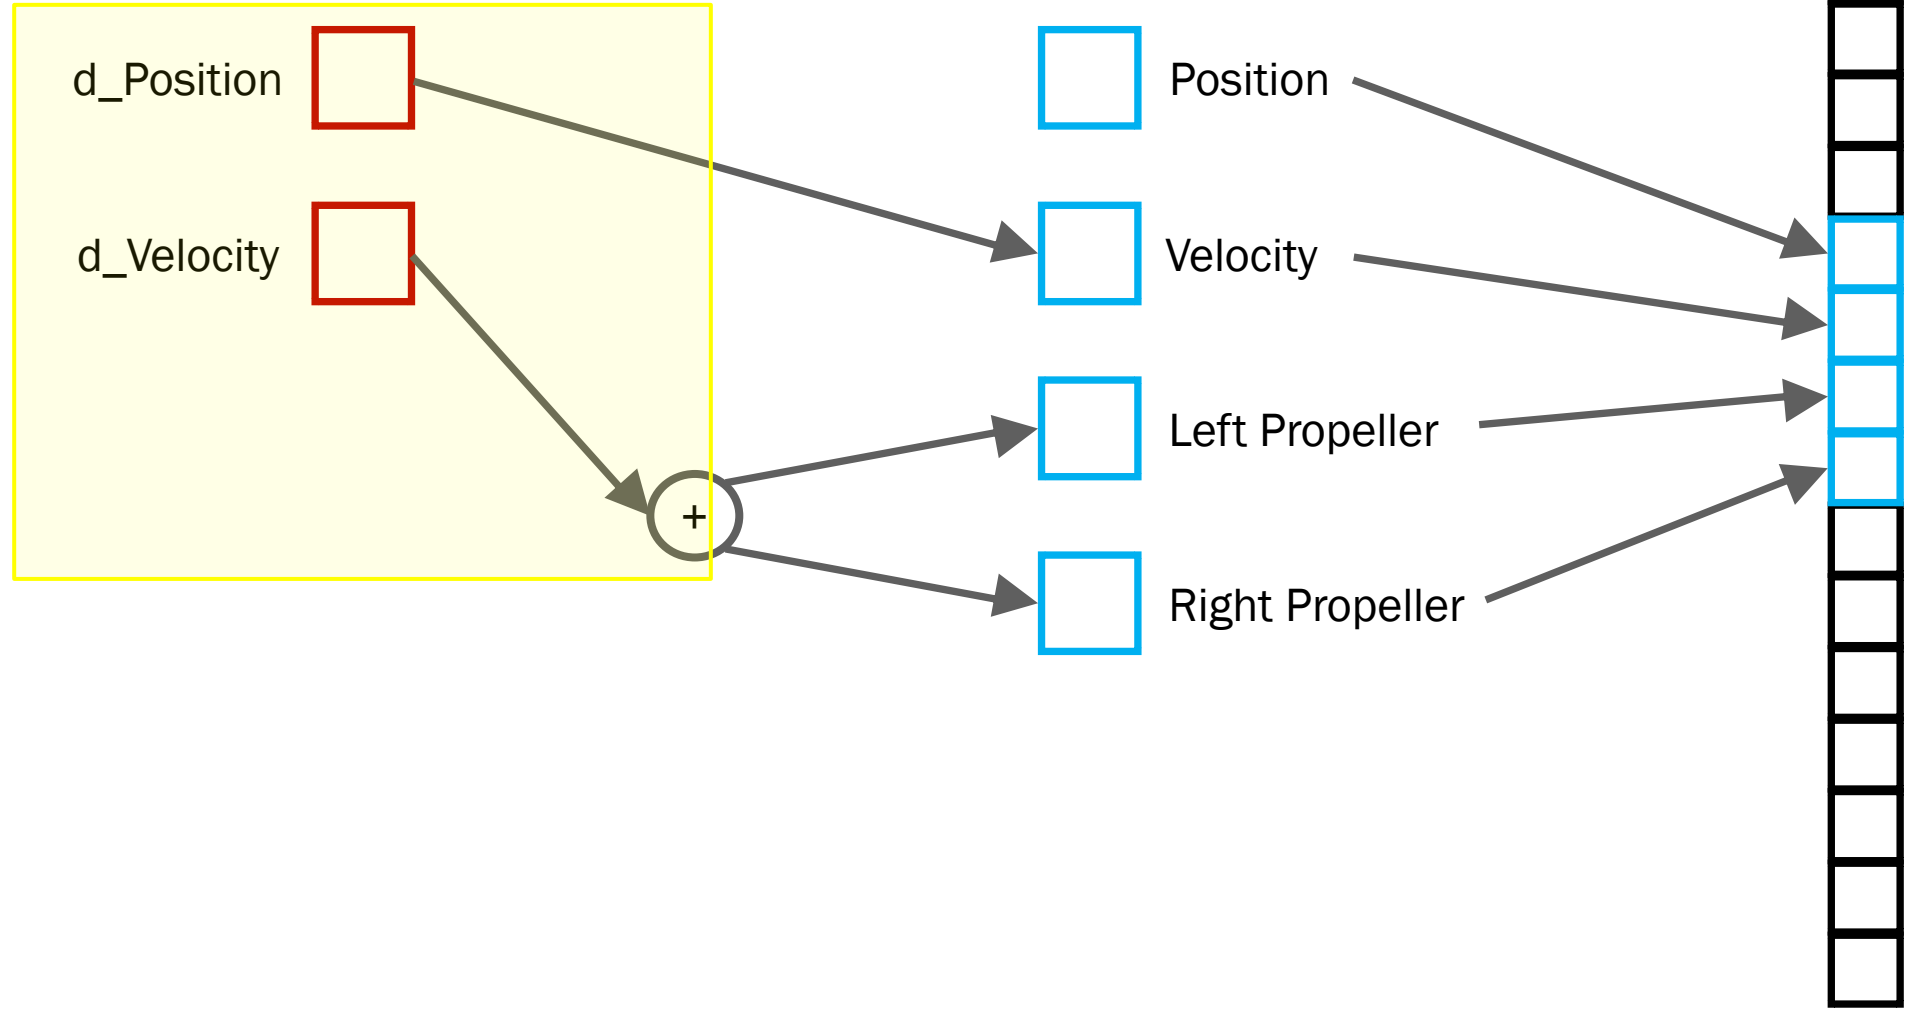 d_Position
Position
d_Velocity
Velocity
Left Propeller
+
Right Propeller